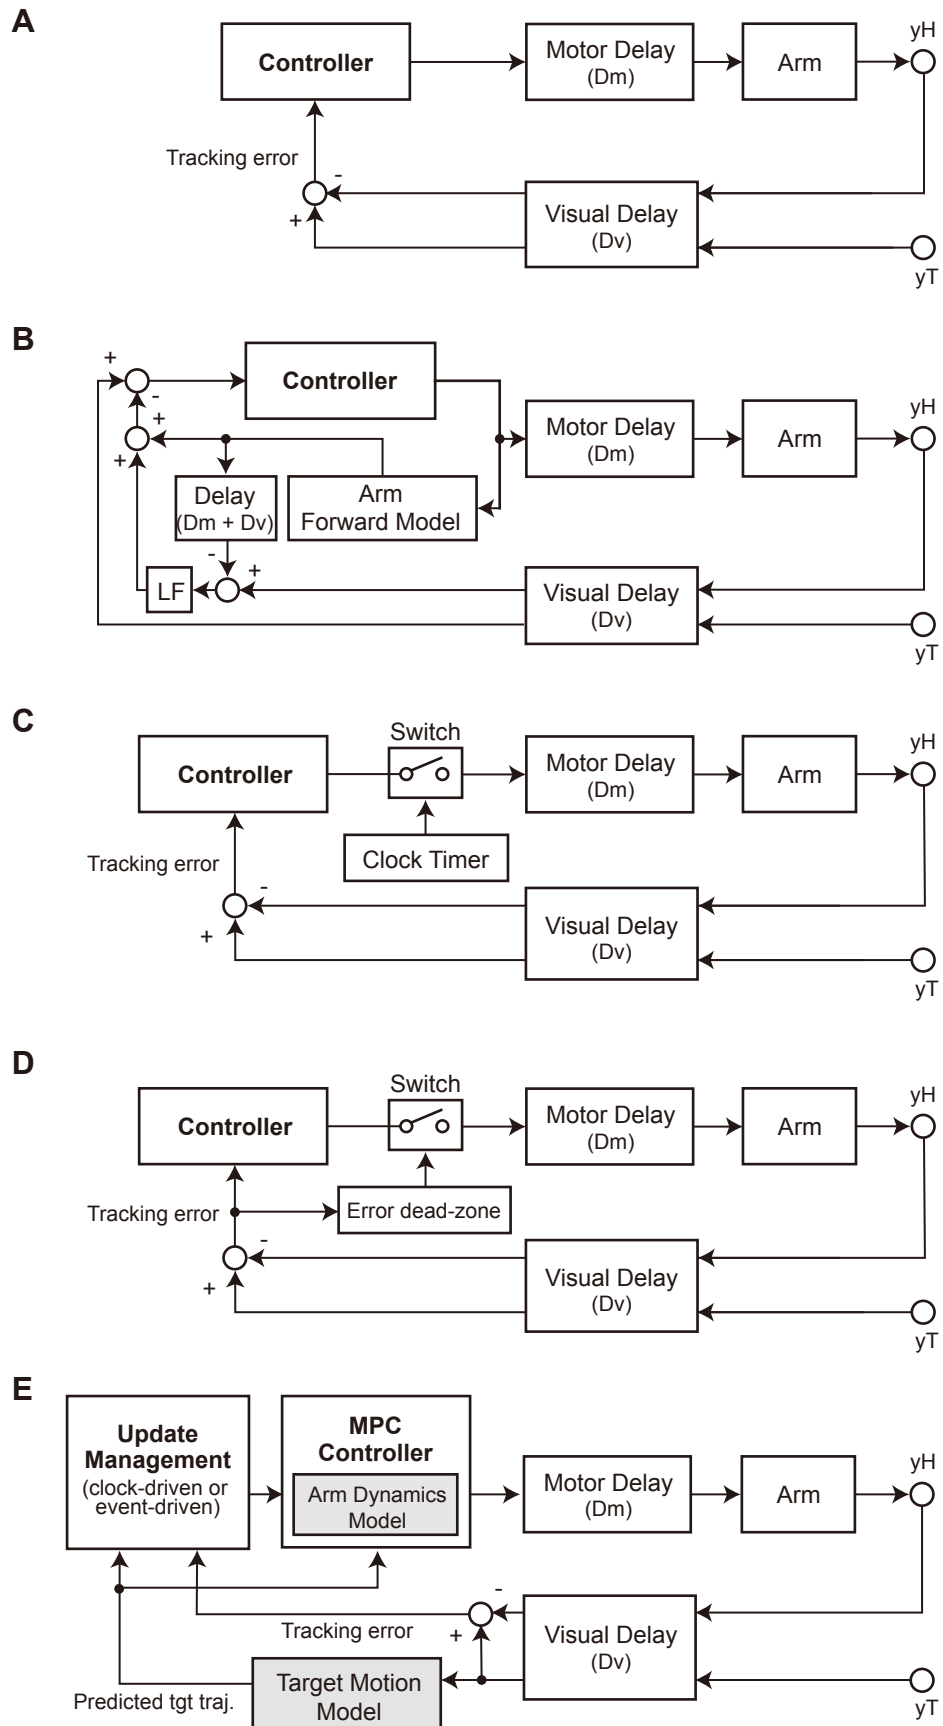 A
Controller
Motor Delay
(Dm)
Arm
yH
Tracking error
-
+
Visual Delay
(Dv)
yT
B
+
Controller
-
+
+
Motor Delay
(Dm)
Arm
yH
Delay
(Dm + Dv)
Arm
Forward Model
-
+
LF
Visual Delay
(Dv)
yT
C
Switch
Controller
Motor Delay
(Dm)
Arm
yH
Clock Timer
Tracking error
-
+
Visual Delay
(Dv)
yT
D
Switch
Controller
Motor Delay
(Dm)
Arm
yH
Tracking error
Error dead-zone
-
+
Visual Delay
(Dv)
yT
E
Update
Management
(clock-driven or
event-driven)
MPC
Controller
Arm Dynamics
Model
Motor Delay
(Dm)
Arm
yH
-
+
Tracking error
Visual Delay
(Dv)
Predicted tgt traj.
Target Motion
Model
yT